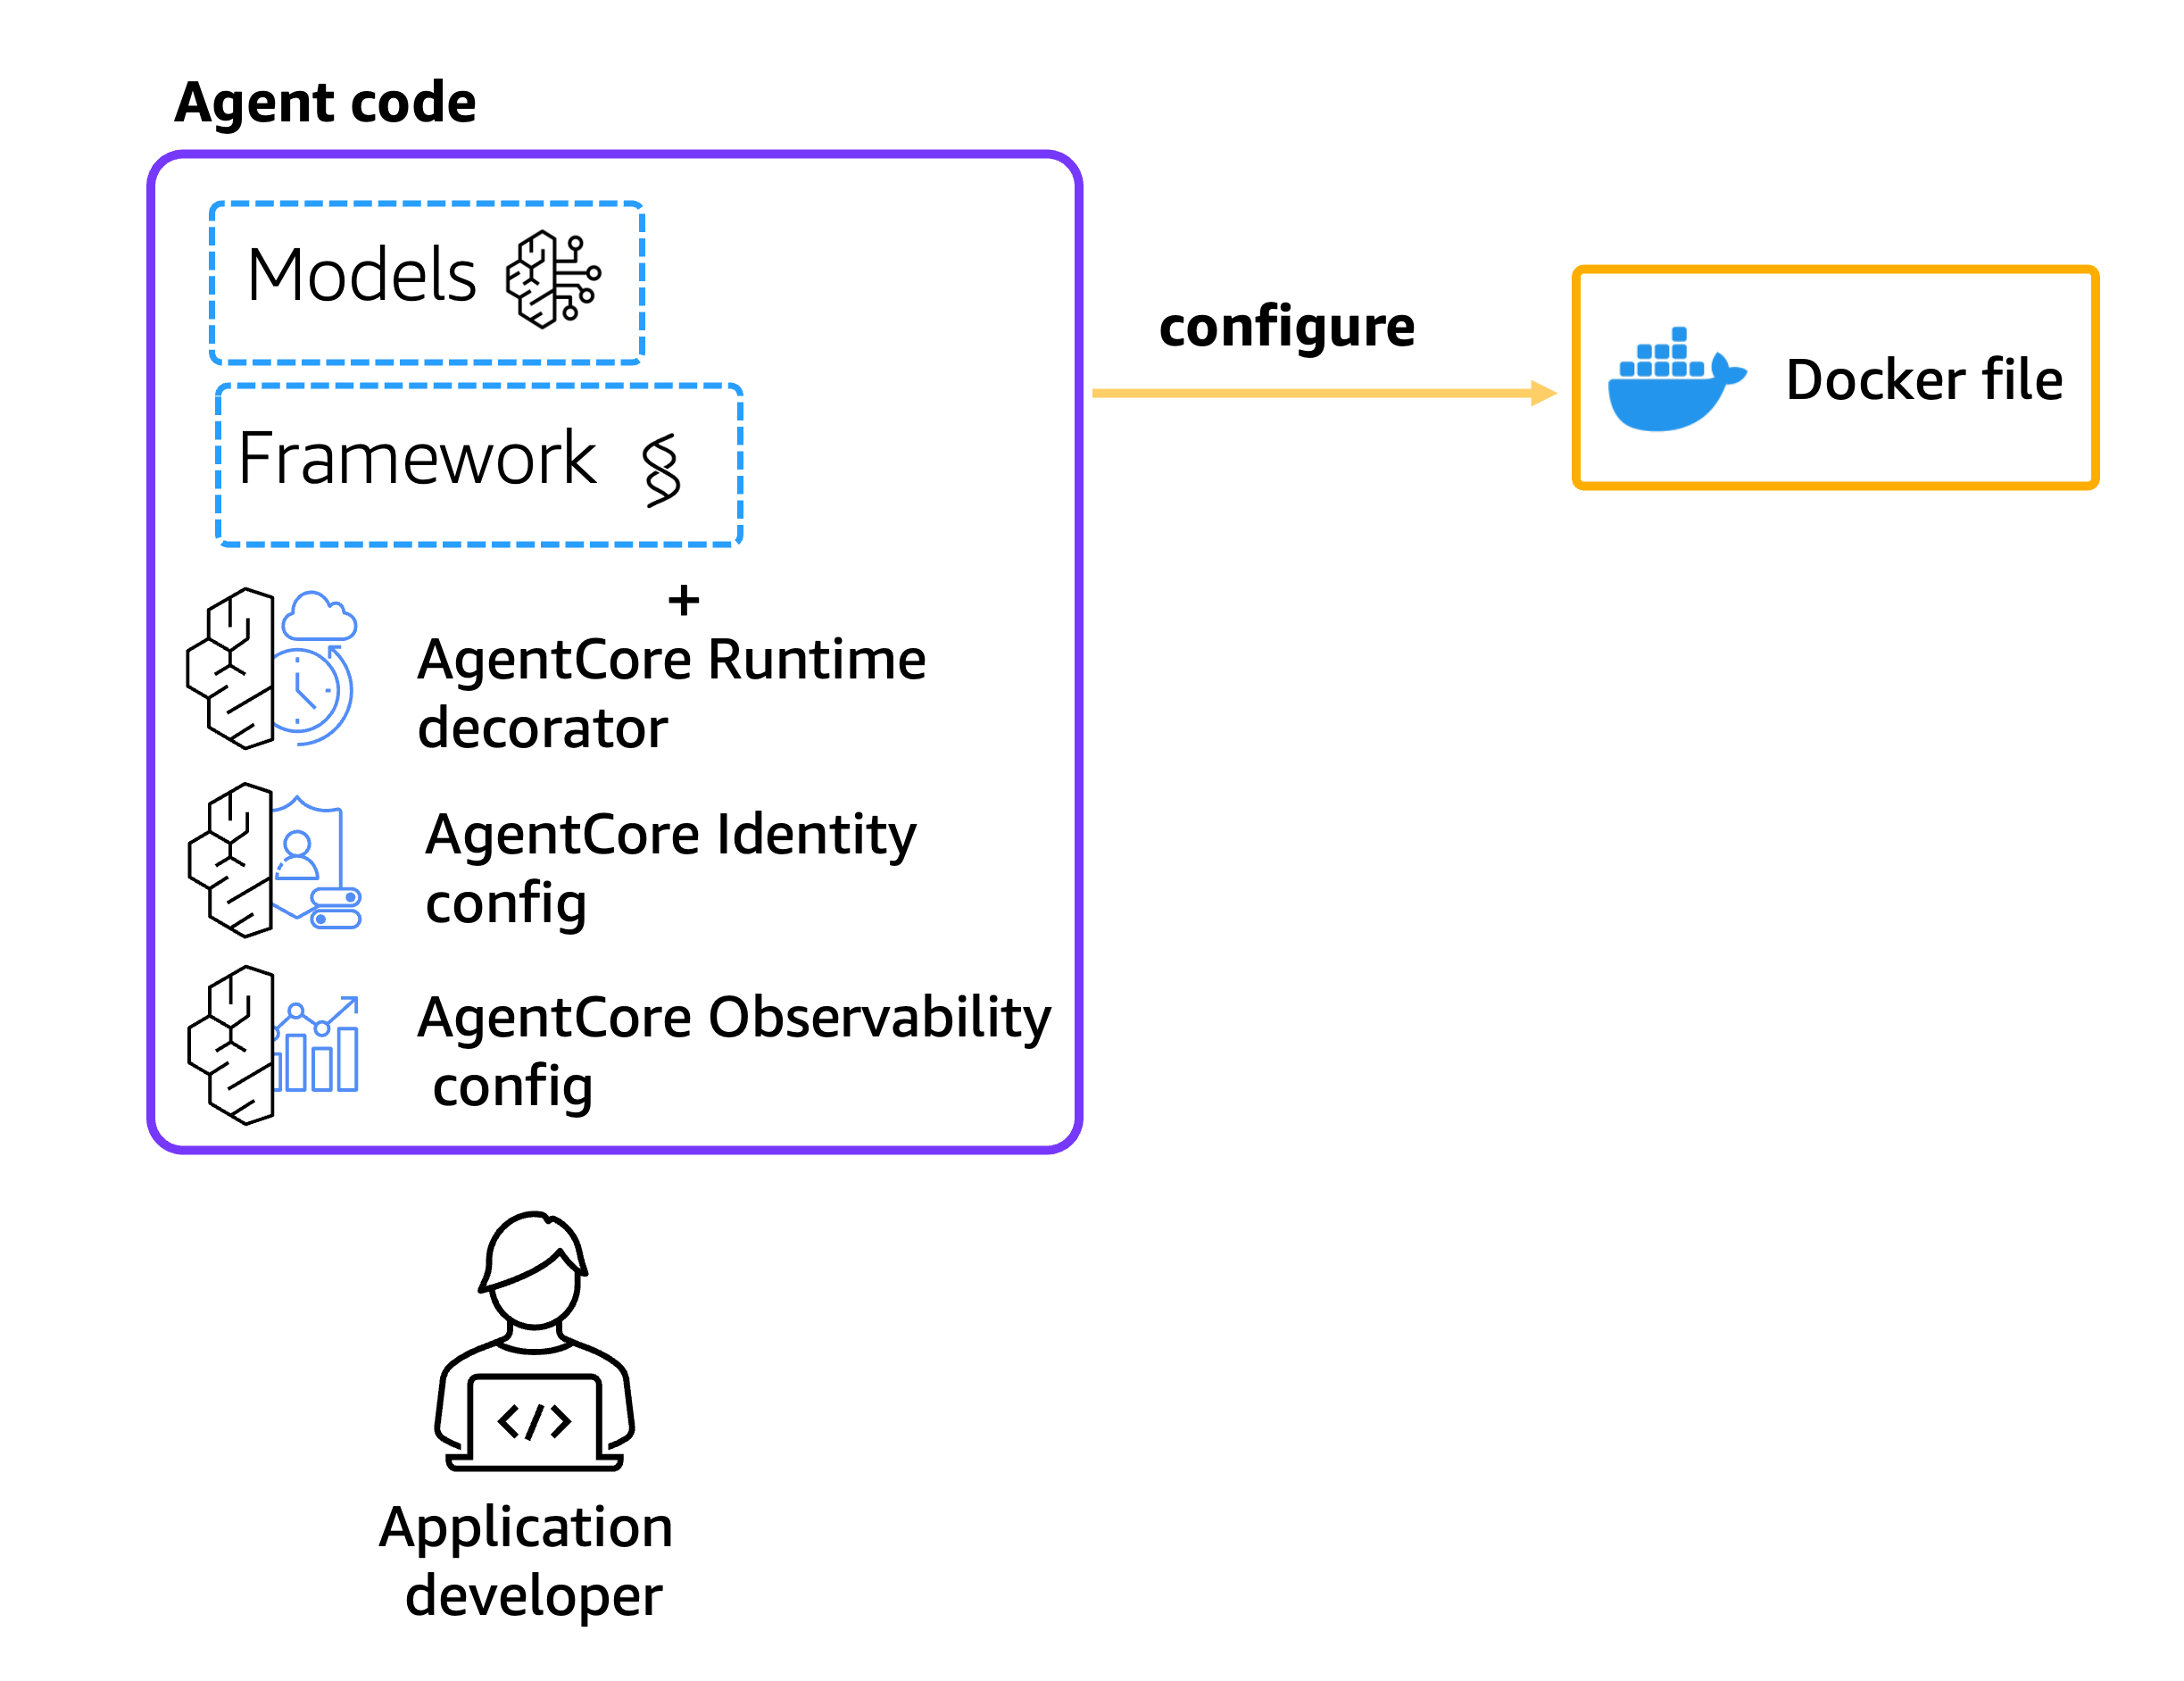 Agent code
Models
Framework
+
AgentCore Runtime
decorator
AgentCore Identity
config
AgentCore Observability
config
configure
Docker file
</>
Application
developer